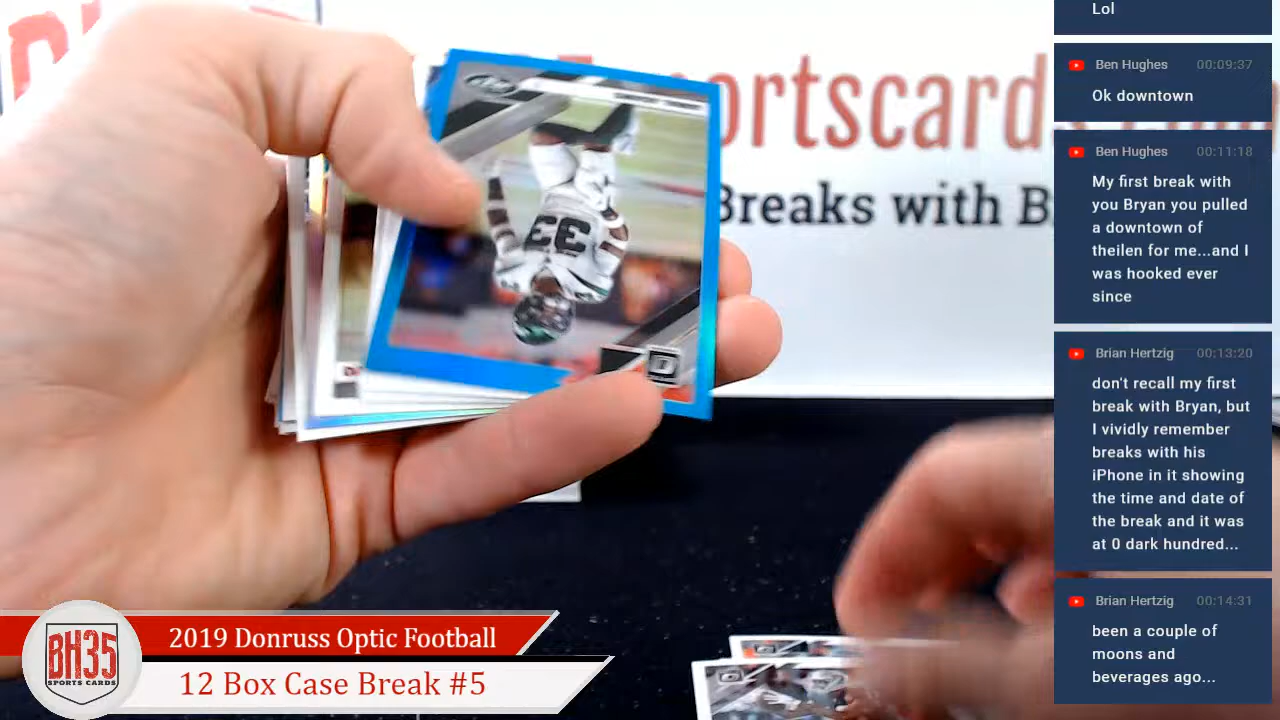 ortscards
Breaks with B
33
D
Lol
Ben Hughes 00:09:37
Ok downtown
Ben Hughes 00:11:18
My first break with
you Bryan you pulled
a downtown of
theilen for me...and I
was hooked ever
since
Brian Hertzig 00:13:20
don't recall my first
break with Bryan, but
I vividly remember
breaks with his
iPhone in it showing
the time and date of
the break and it was
at 0 dark hundred...
Brian Hertzig 00:14:31
been a couple of
moons and
beverages ago...
BH35
SPORTS CARDS
2019 Donruss Optic Football
12 Box Case Break #5